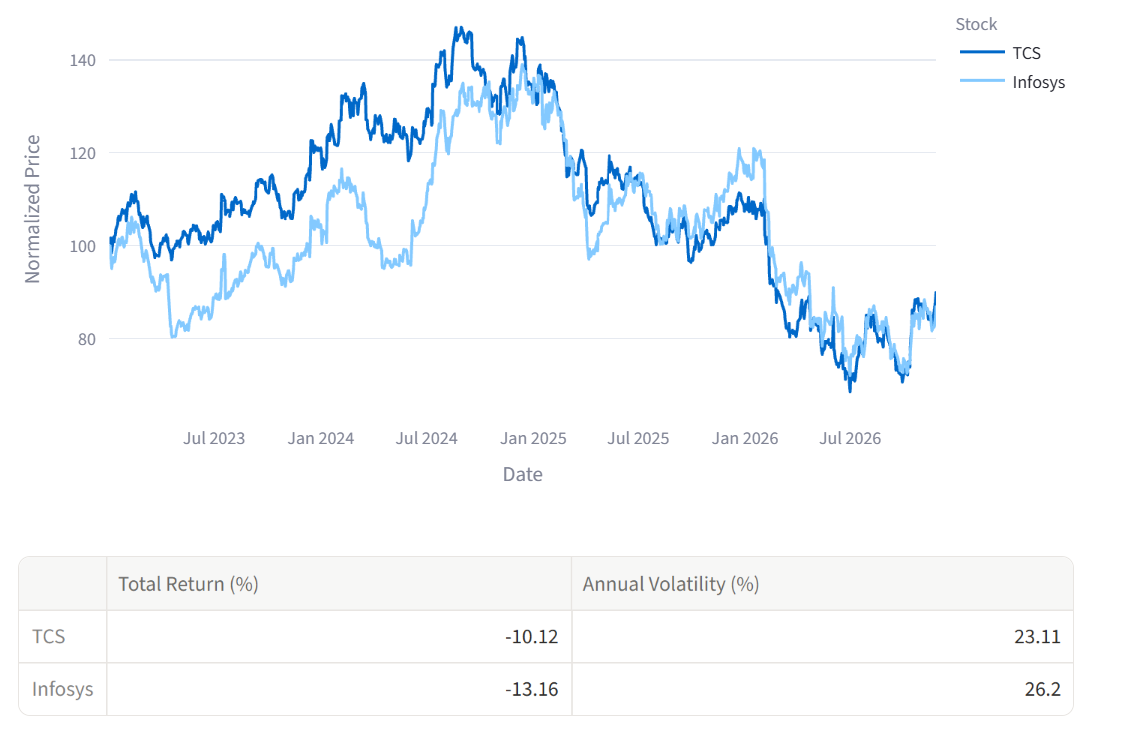 Stock
TCS
Infosys
Normalized Price
140
120
100
80
Jul 2023 Jan 2024 Jul 2024 Jan 2025 Jul 2025 Jan 2026 Jul 2026
Date
Total Return (%) Annual Volatility (%)
TCS -10.12 23.11
Infosys -13.16 26.2